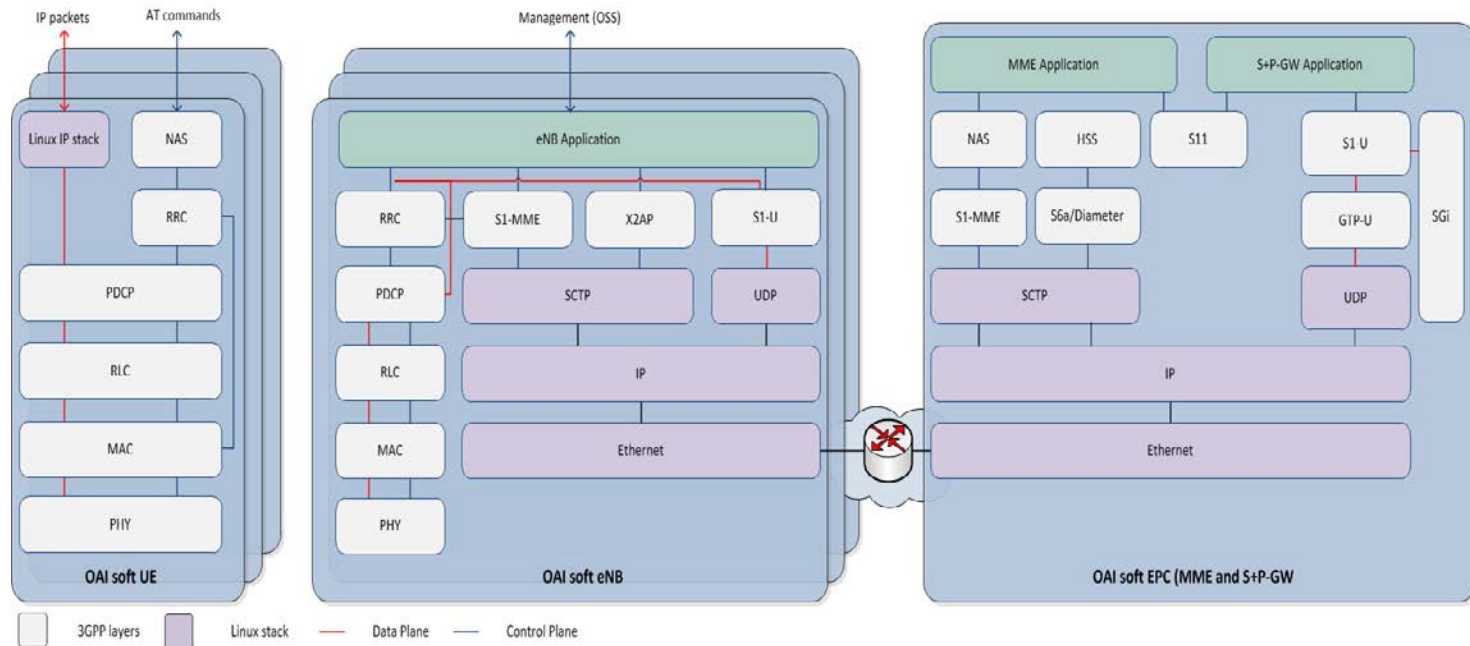 IP packets
AT commands
Linux IP stack
NAS
RRC
PDCP
RLC
MAC
PHY
OAI soft UE
Management (OSS)
eNB Application
RRC
S1-MME
X2AP
S1-U
PDCP
SCTP
UDP
RLC
IP
MAC
Ethernet
PHY
OAI soft eNB
MME Application
S+P-GW Application
NAS
HSS
S11
S1-U
S1-MME
S6a/Diameter
GTP-U
SGi
SCTP
UDP
IP
Ethernet
OAI soft EPC (MME and S+P-GW
3GPP layers
Linux stack
Data Plane
Control Plane